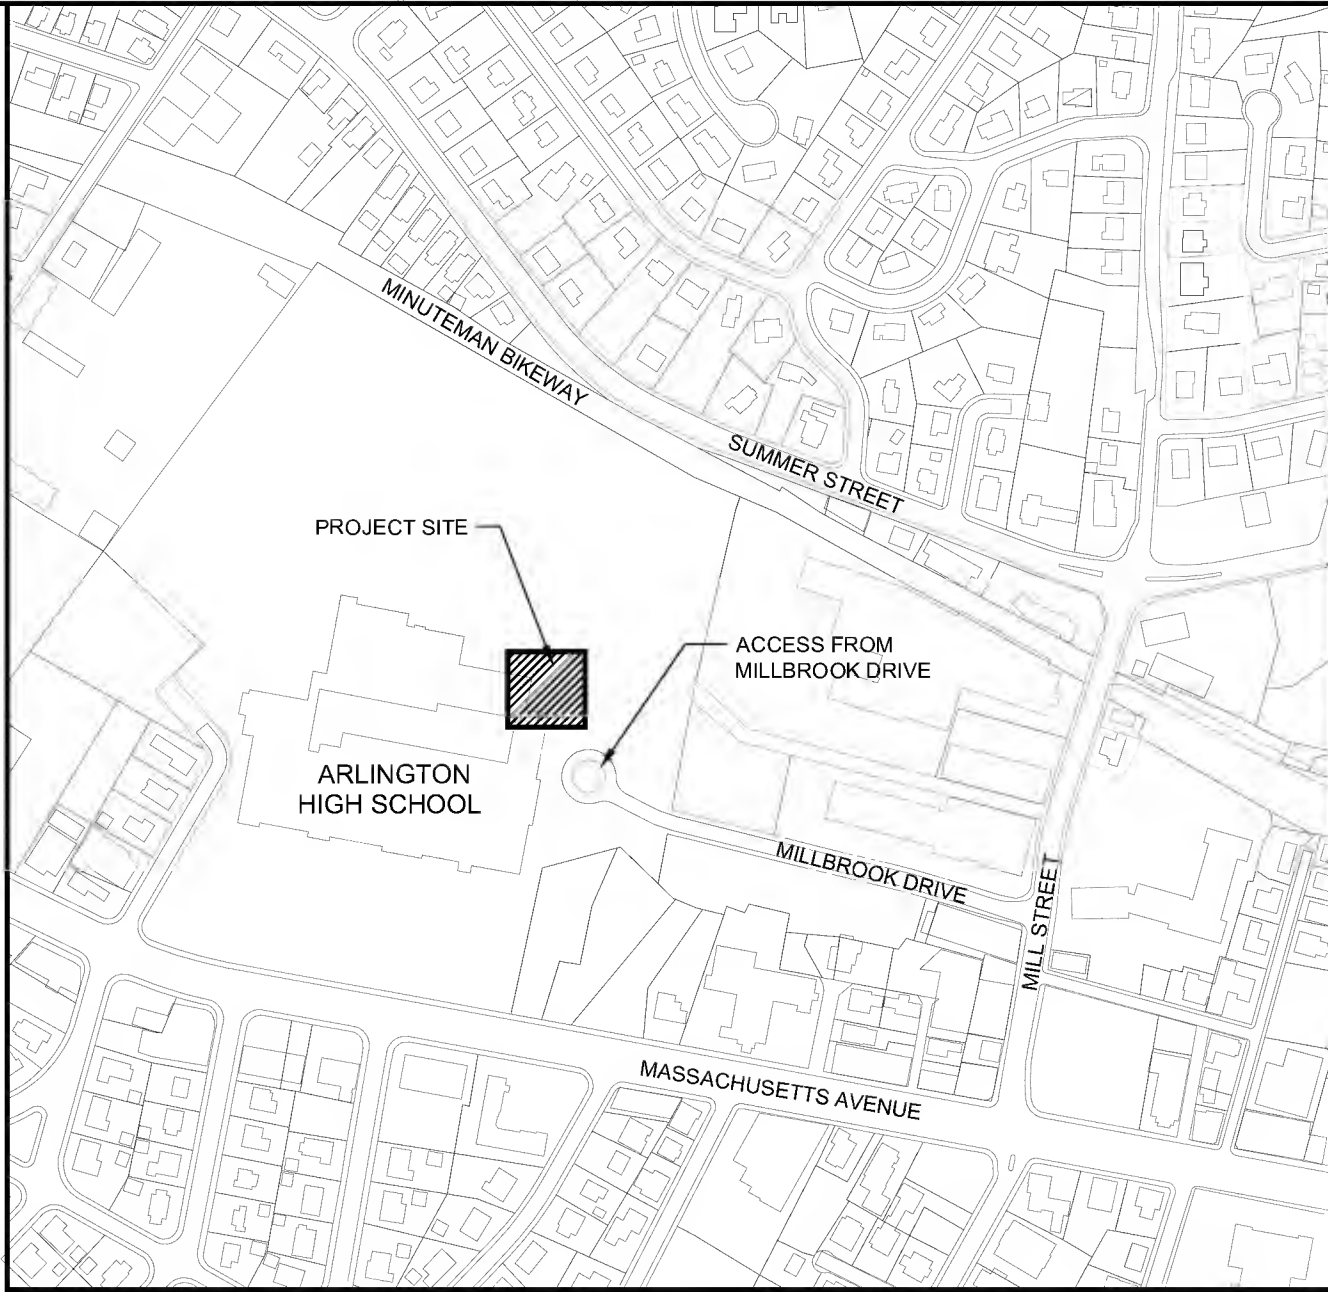 MINUTEMAN BIKEWAY
SUMMER STREET
PROJECT SITE
ACCESS FROM
MILLBROOK DRIVE
ARLINGTON
HIGH SCHOOL
MILLBROOK DRIVE
MILL STREET
MASSACHUSETTS AVENUE